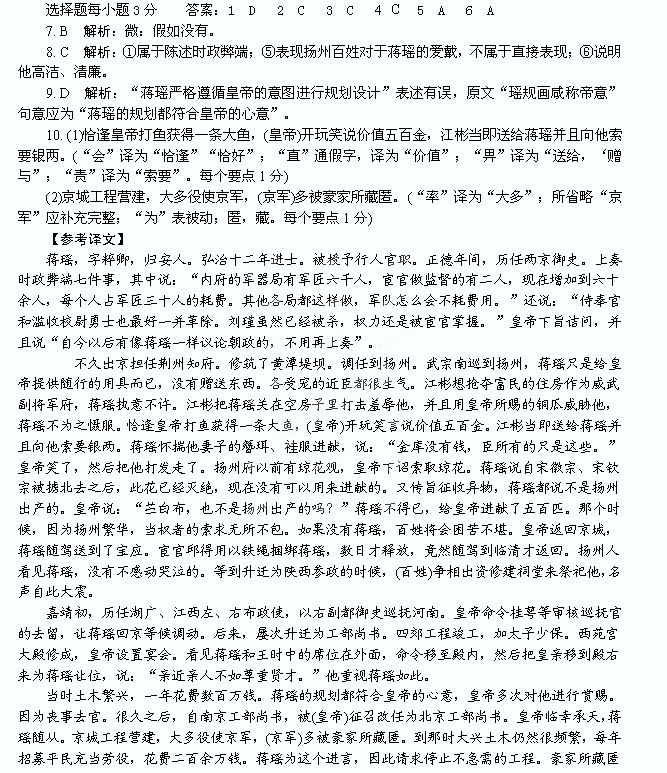 选择题每小题3分 答案：1 D 2 C 3 C 4 C 5 A 6 A
7.B 解析：微：假如没有。
8.C 解析：①属于陈述时政弊端；⑤表现扬州百姓对于蒋瑶的爱戴，不属于直接表现；⑥说明
他高洁、清廉。
9.D 解析：“蒋瑶严格遵循皇帝的意图进行规划设计”表述有误，原文“瑶规画咸称帝意”
句意应为“蒋瑶的规划都符合皇帝的心意”。
10.(1)恰逢皇帝打鱼获得一条大鱼，(皇帝)开玩笑说价值五百金，江彬当即送给蒋瑶并且向他索
要银两。(“会”译为“恰逢”“恰好”；“直”通假字，译为“价值”；“畀”译为“送给，‘赠
与”；“责”译为“索要”。每个要点1分)
(2)京城工程营建，大多役使京军，(京军)多被豪家所藏匿。(“率”译为“大多”；所省略“京
军”应补充完整；“为”表被动；匿，藏。每个要点1分)
【参考译文】
蒋瑶，字粹卿，归安人。弘治十二年进士。被授予行人官职。正德年间，历任两京御史。上奏
时政弊端七件事，其中说：“内府的军器局有军匠六千人，宦官做监督的有二人，现在增加到六十
余人，每个人占军匠三十人的耗费。其他各局都这样做，军队怎么会不耗费用。”还说：“传奉官
和滥收校尉勇士也最好一并革除。刘瑾虽然已经被杀，权力还是被宦官掌握。”皇帝下旨诘问，并
且说“自今以后有像蒋瑶一样议论朝政的，不用再上奏”。
不久出京担任荆州知府。修筑了黄潭堤坝。调任到扬州。武宗南巡到扬州，蒋瑶只是给皇
帝提供随行的用具而已，没有赠送东西。各受宠的近臣都很生气。江彬想抢夺富民的住房作为威武
副将军府，蒋瑶执意不许。江彬把蒋瑶关在空房子里打击羞辱他，并且用皇帝所赐的铜瓜威胁他，
蒋瑶不为之慑服。恰逢皇帝打鱼获得一条大鱼，(皇帝)开玩笑言说价值五百金。江彬当即送给蒋瑶并
且向他索要银两。蒋瑶怀揣他妻子的簪珥、袿服进献，说：“金库没有钱，臣所有的只是这些。”
皇帝笑了，然后把他打发走了。扬州府以前有琼花观，皇帝下诏索取琼花。蒋瑶说自宋徽宗、宋钦
宗被掳北去之后，此花已经灭绝，现在没有可以用来进献的。又传旨征收异物，蒋瑶都说不是扬州
出产的。皇帝说：“苎白布，也不是扬州出产的吗？”蒋瑶不得已，给皇帝进献了五百匹。那个时
候，因为扬州繁华，当权者的索求无所不包。如果没有蒋瑶，百姓将会困苦不堪。皇帝返回京城，
蒋瑶随驾送到了宝应。宦官邱得用以铁绳捆绑蒋瑶，数日才释放，竟然随驾到临清才返回。扬州人
看见蒋瑶，没有不感动哭泣的。等到升迁为陕西参政的时候，(百姓)争相出资修建祠堂来祭祀他，名
声自此大震。
嘉靖初，历任湖广、江西左、右布政使，以右副都御史巡抚河南。皇帝命令桂萼等审核巡抚官
的去留，让蒋瑶回京等候调动。后来，屡次升迁为工部尚书。四郊工程竣工，加太子少保。西苑宫
大殿修成，皇帝设置宴会。看见蒋瑶和王时中的席位在外面，命令移至殿内，然后把皇亲移到殿右
来为蒋瑶让位，说：“亲近亲人不如尊重贤才。”他重视蒋瑶如此。
当时土木繁兴，一年花费数百万钱。蒋瑶的规划都符合皇帝的心意，皇帝多次对他进行赏赐。
因为丧事去官。很久之后，自南京工部尚书，被(皇帝)征召改任为北京工部尚书。皇帝临幸承天，蒋
瑶随从。京城工程营建，大多役使京军，(京军)多被豪家所藏匿。到那时大兴土木仍然很频繁，每年
招募平民充当劳役，花费二百余万钱。蒋瑶为这个进言，因此请求停止不急需的工程。豪家所藏匿